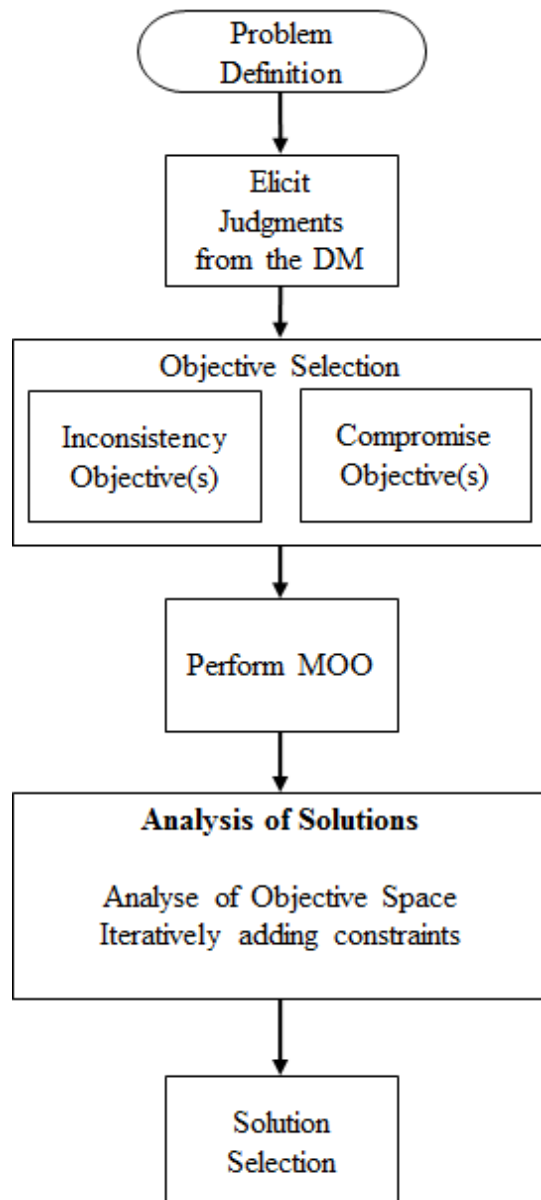 Problem
Definition
Elicit
Judgments
from the DM
Objective Selection
Inconsistency
Objective(s)
Compromise
Objective(s)
Perform MOO
Analysis of Solutions
Analyse of Objective Space
Iteratively adding constraints
Solution
Selection